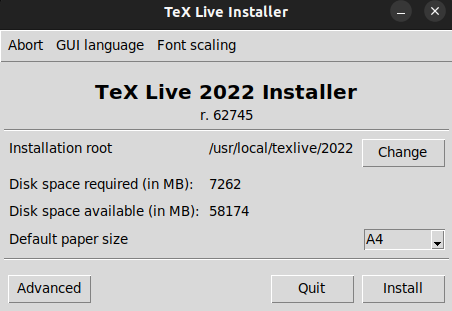 TeX Live Installer
Abort GUI language Font scaling
TeX Live 2022 Installer
r. 62745
Installation root /usr/local/texlive/2022 Change
Disk space required (in MB): 7262
Disk space available (in MB): 58174
Default paper size A4
Advanced Quit Install